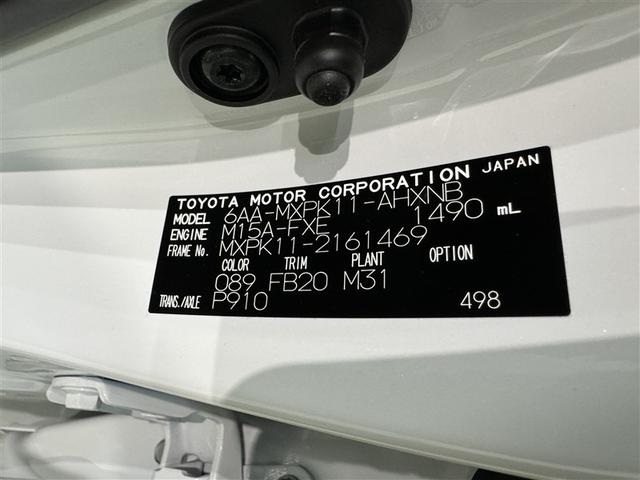 TOYOTA MOTOR CORPORATION JAPAN
MODEL 6AA-MXPK11-AHXNB
ENGINE M15A-FXE 1490 mL
FRAME No. MXPK11-2161469
COLOR TRIM PLANT OPTION
089 FB20 M31
TRANS./AXLE P910 498